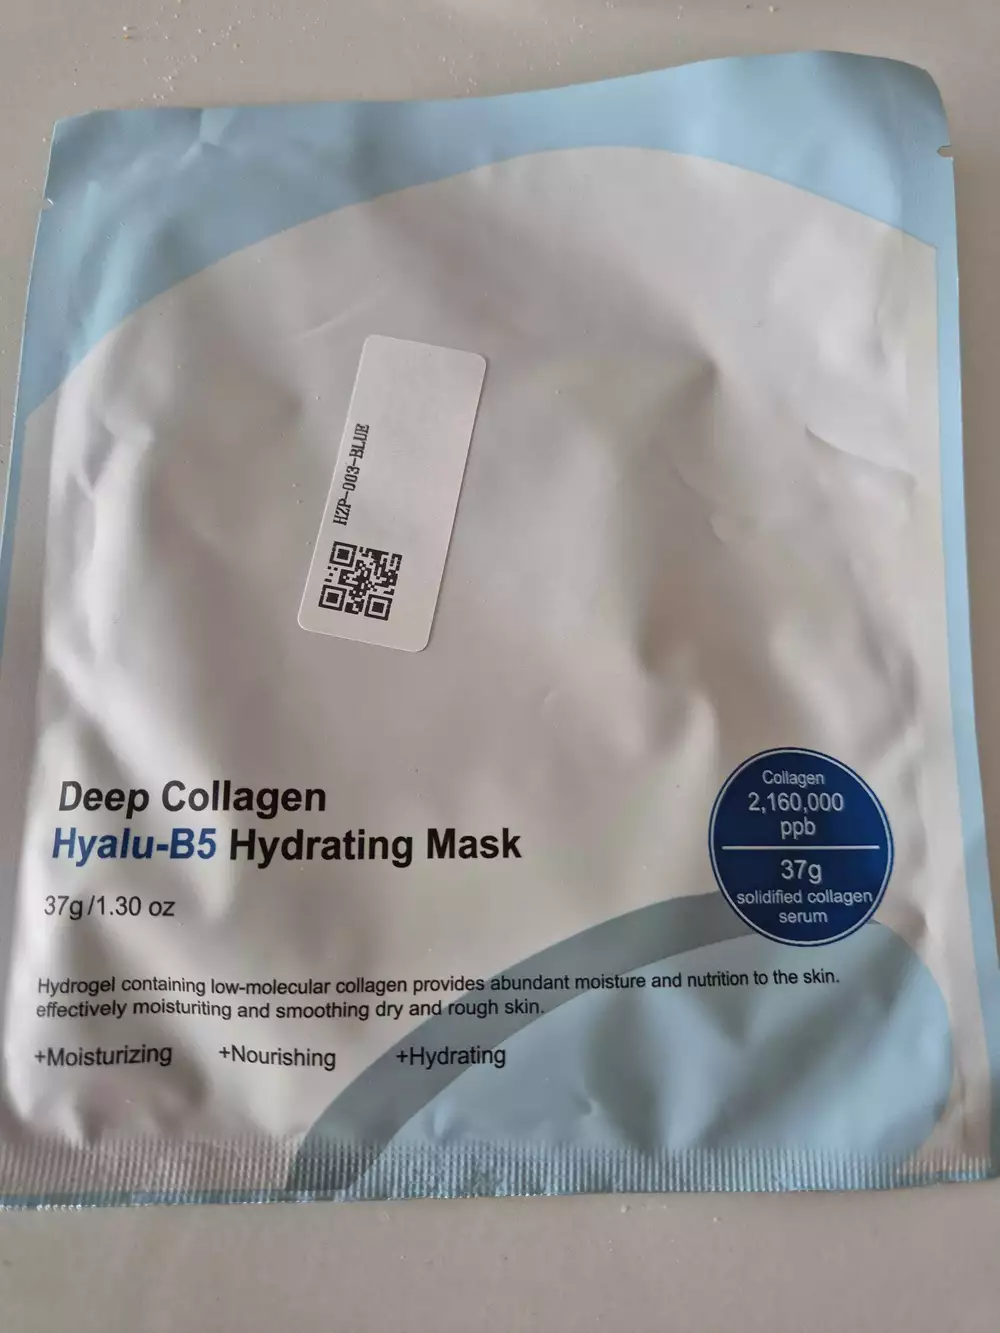 HZP-003-BLUE
Deep Collagen
Hyalu-B5 Hydrating Mask
37g/1.30 oz
Collagen
2,160,000
ppb
37g
solidified collagen
serum
Hydrogel containing low-molecular collagen provides abundant moisture and nutrition to the skin.
effectively moisturiting and smoothing dry and rough skin.
+Moisturizing +Nourishing +Hydrating